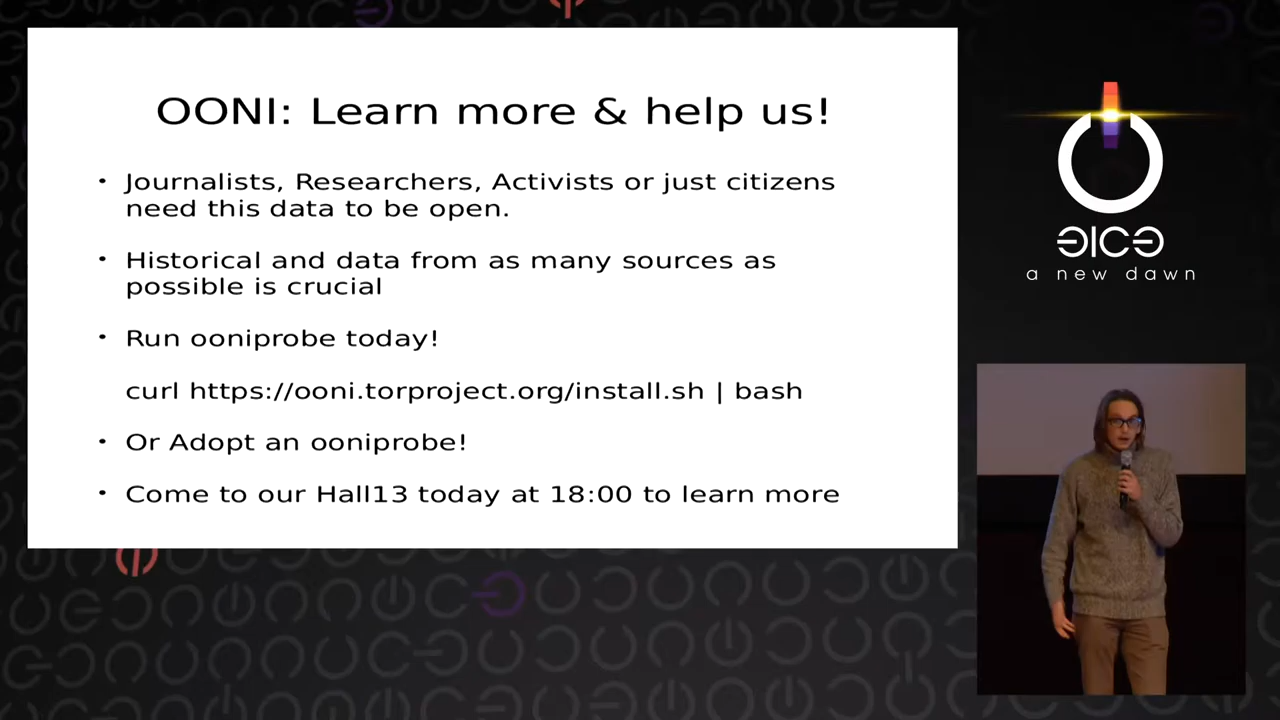 OONI: Learn more & help us!
• Journalists, Researchers, Activists or just citizens
need this data to be open.
• Historical and data from as many sources as
possible is crucial
• Run ooniprobe today!
curl https://ooni.torproject.org/install.sh | bash
• Or Adopt an ooniprobe!
• Come to our Hall13 today at 18:00 to learn more
a new dawn